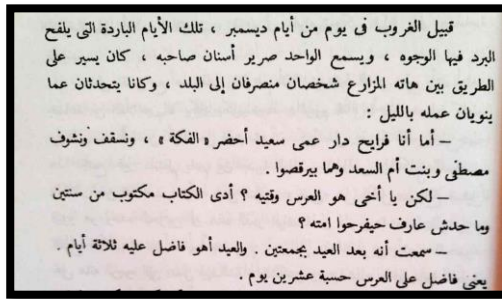 قبيل الغروب فى يوم من أيام ديسمبر ، تلك الأيام الباردة التى يلفح
البرد فيها الوجوه ، ويسمع الواحد صرير أسنان صاحبه ، كان يسير على
الطريق بين هاته المزارع شخصان منصرفان إلى البلد ، وكانا يتحدثان عما
ينويان عمله بالليل :
— أما أنا فرايح دار عمى سعيد أحضر « الفكة » ، ونسقف ونشوف
مصطفى وبنت أم السعد وهما بيرقصوا .
— لكن يا أخى هو العرس وقتيه ؟ أدى الكتاب مكتوب من سنتين
وما حدش عارف حيفرحوا امته ؟
— سمعت أنه بعد العيد بجمعتين . والعيد أهو فاضل عليه ثلاثة أيام .
يعنى فاضل على العرس حسبة عشرين يوم .